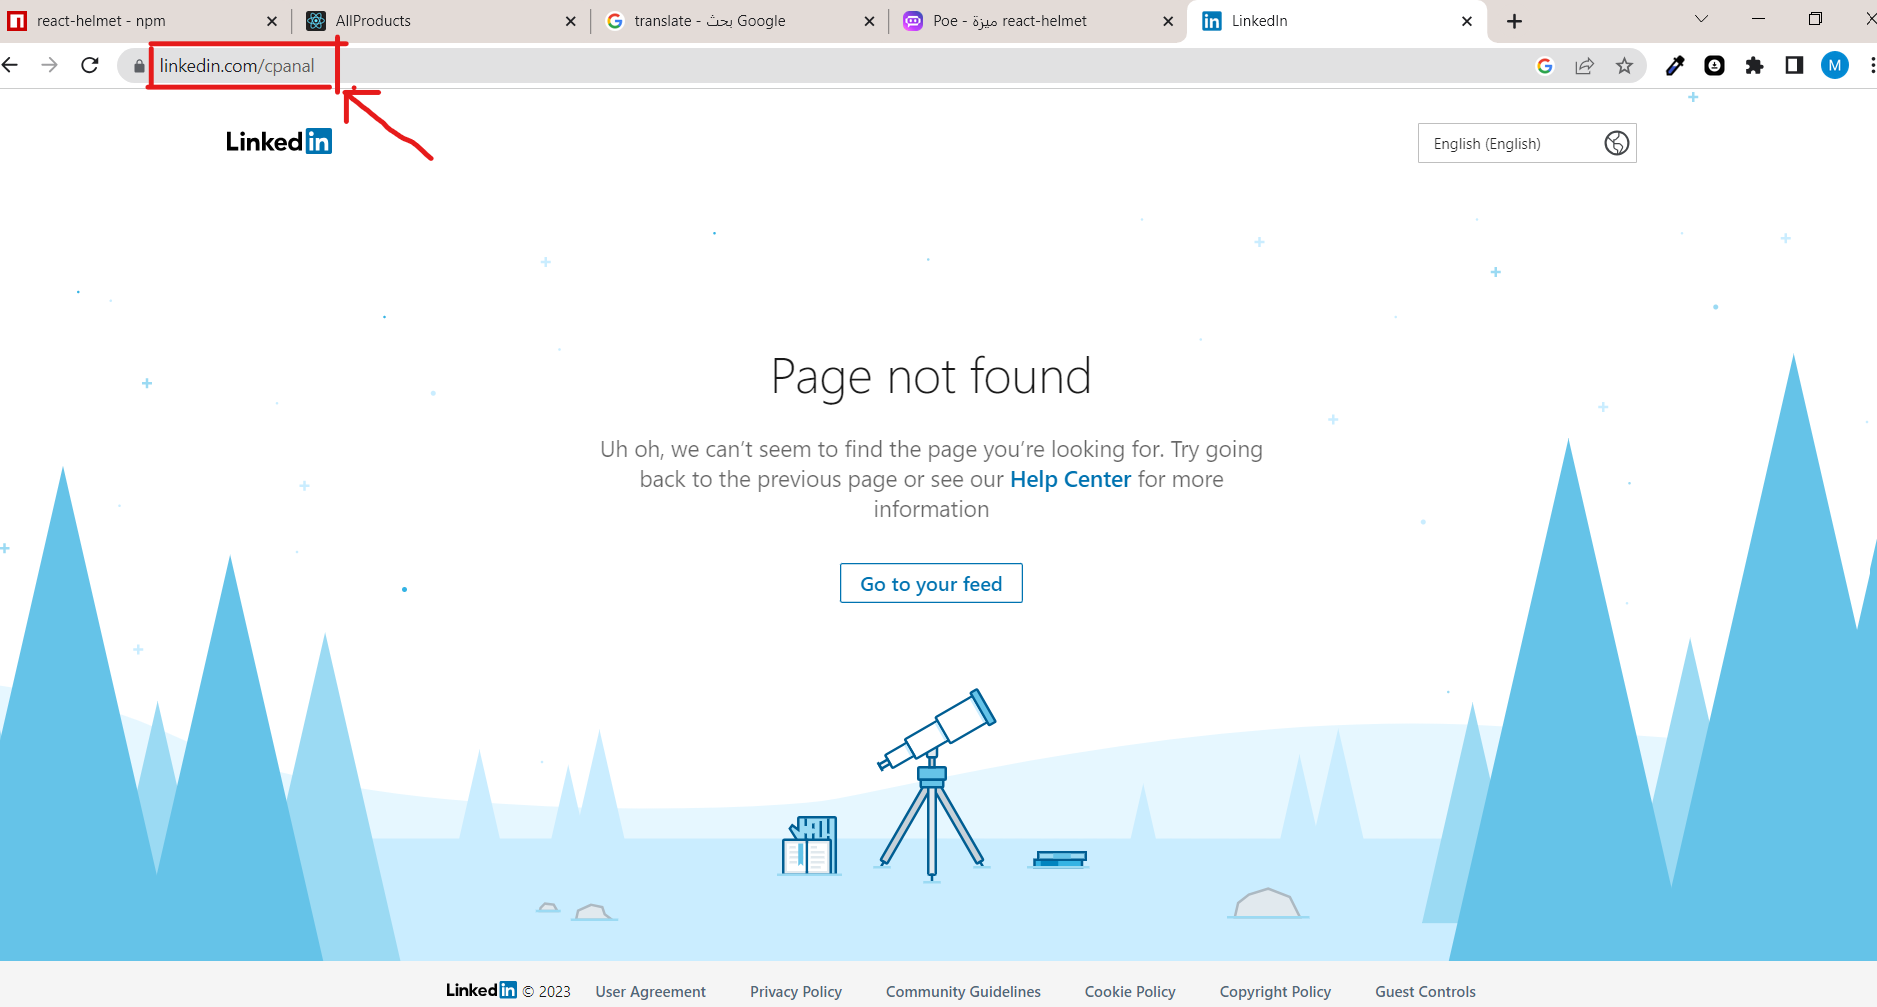 react-helmet - npm
AllProducts
translate - بحث Google
Poe - ميزة react-helmet
LinkedIn
linkedin.com/cpanal
M
Linkedin
English (English)
Page not found
Uh oh, we can’t seem to find the page you’re looking for. Try going
back to the previous page or see our Help Center for more
information
Go to your feed
Linkedin © 2023 User Agreement Privacy Policy Community Guidelines Cookie Policy Copyright Policy Guest Controls